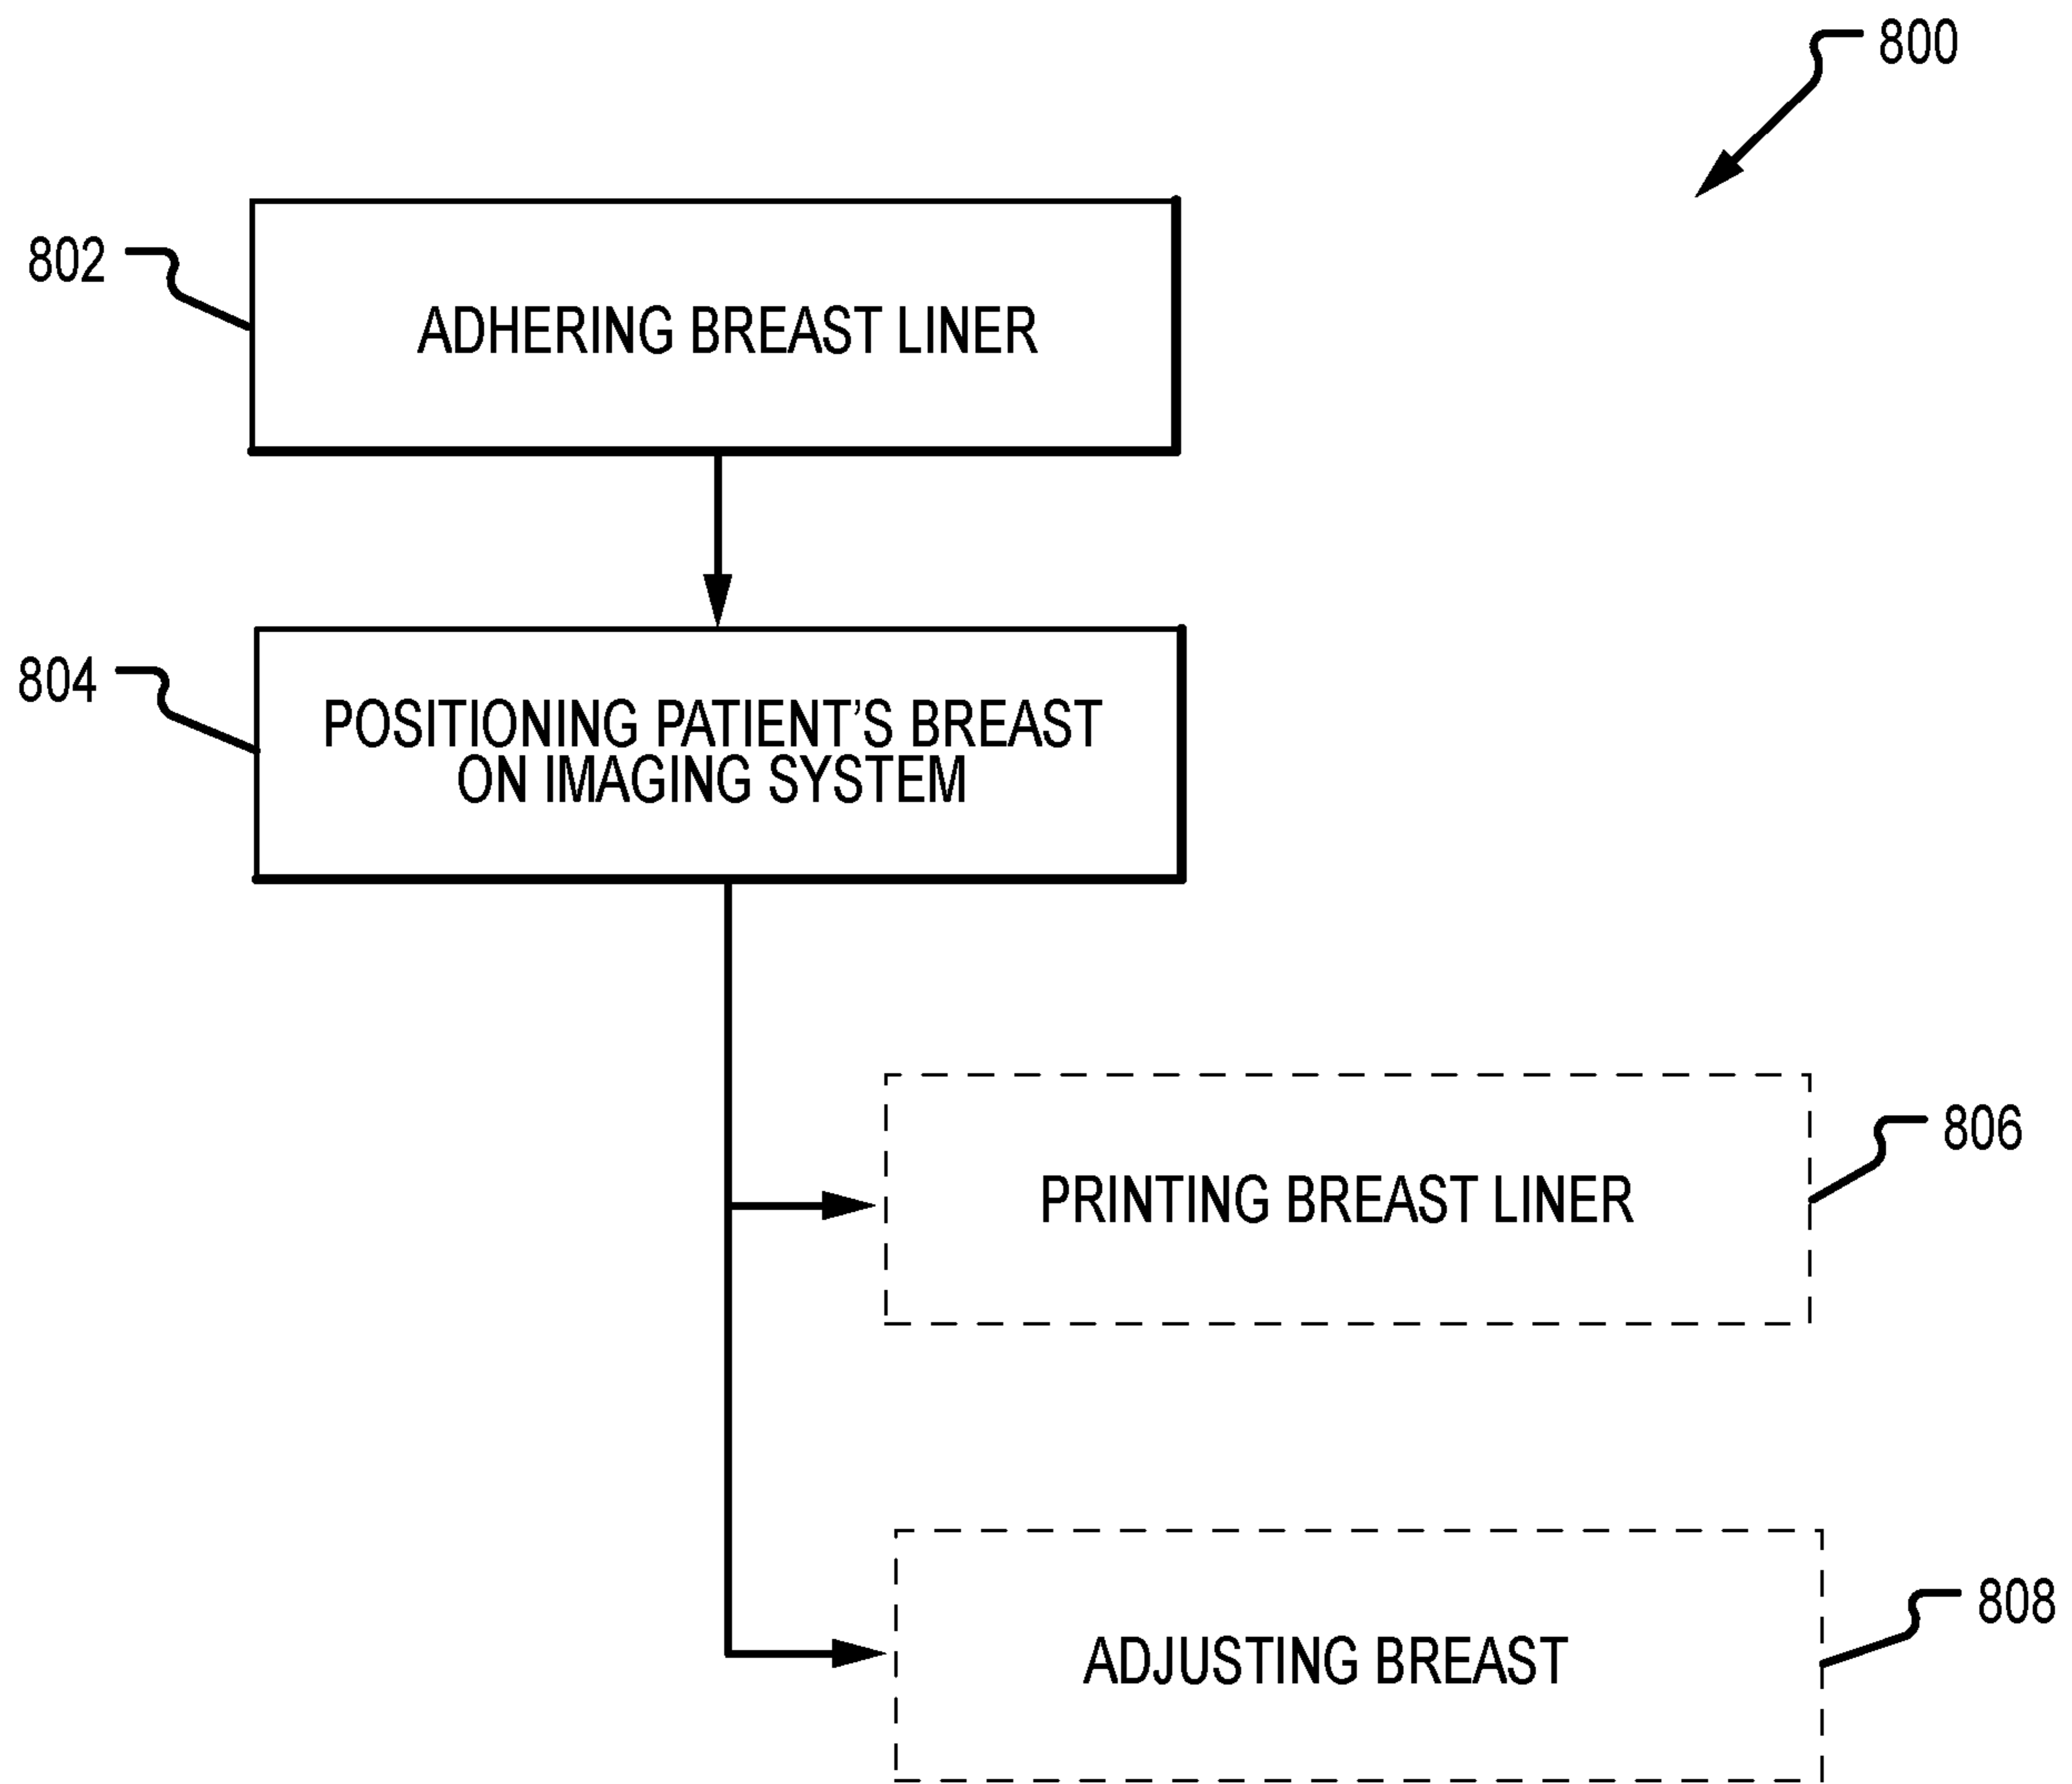 800
802
ADHERING BREAST LINER
804
POSITIONING PATIENT'S BREAST
ON IMAGING SYSTEM
806
PRINTING BREAST LINER
808
ADJUSTING BREAST